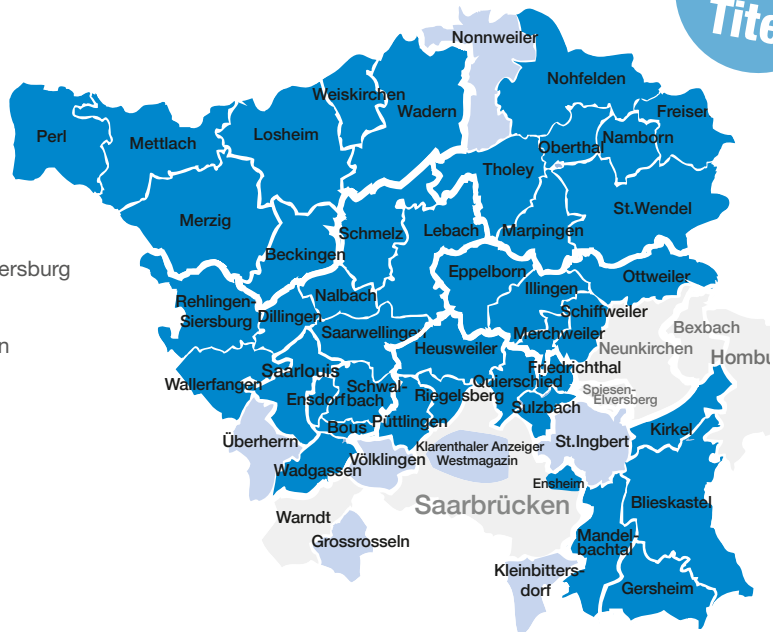 Tite
Nonnweiler
Nohfelden
Weiskirchen
Wadern
Freisen
Perl
Mettlach
Losheim
Oberthal
Namborn
Tholey
St.Wendel
Merzig
Schmelz
Lebach
Marpingen
Beckingen
ersburg
Eppelborn
Ottweiler
Illingen
Nalbach
Rehlingen-
Siersburg
Dillingen
Schiffweiler
Saarwellingen
Merchweiler
Bexbach
n
Heusweiler
Neunkirchen
Hombu
Friedrichthal
Saarlouis
Wallerfangen
Quierschied
Schwal-
bach
Riegelsberg
Spiesen-
Elversberg
Ensdorf
Sulzbach
Püttlingen
Bous
Kirkel
Überherrn
St.Ingbert
Klarenthaler Anzeiger
Westmagazin
Völklingen
Wadgassen
Ensheim
Blieskastel
Saarbrücken
Warndt
Mandel-
bachtal
Grossrosseln
Kleinbitters-
dorf
Gersheim